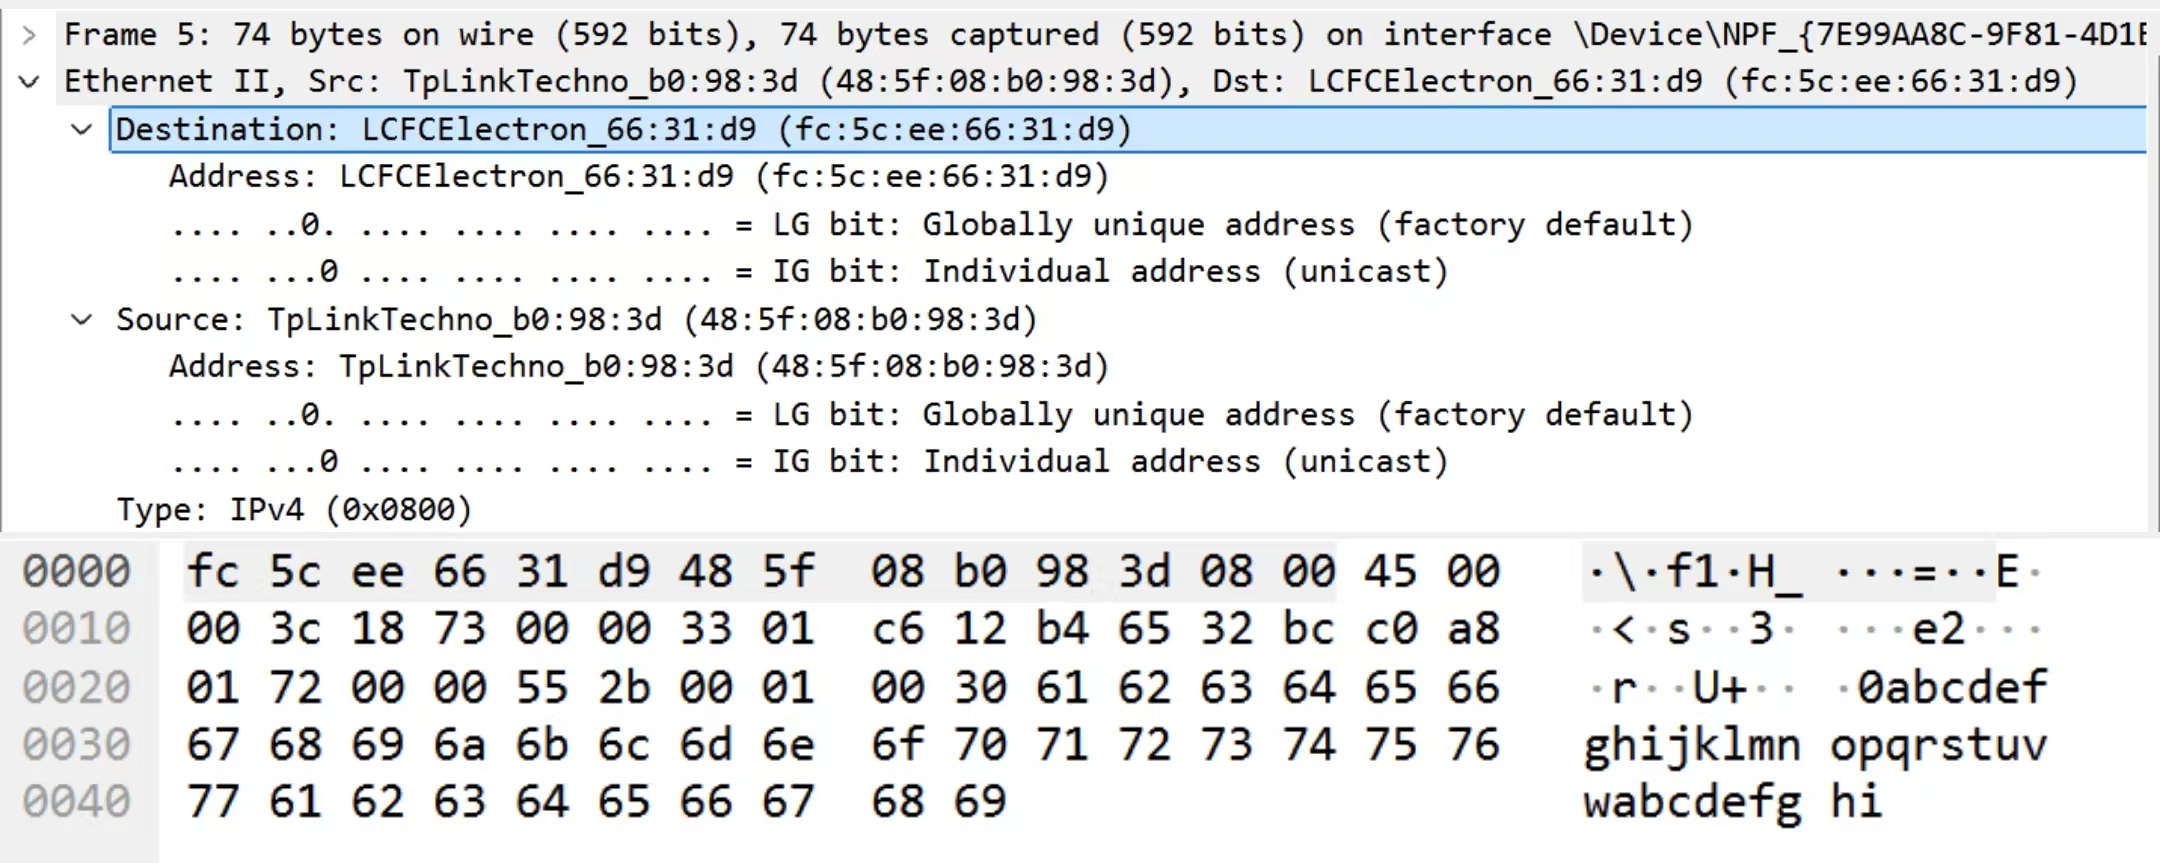 Frame 5: 74 bytes on wire (592 bits), 74 bytes captured (592 bits) on interface \Device\NPF_{7E99AA8C-9F81-4D1E
Ethernet II, Src: TpLinkTechno_b0:98:3d (48:5f:08:b0:98:3d), Dst: LCFCElectron_66:31:d9 (fc:5c:ee:66:31:d9)
Destination: LCFCElectron_66:31:d9 (fc:5c:ee:66:31:d9)
Address: LCFCElectron_66:31:d9 (fc:5c:ee:66:31:d9)
.... ..0. .... .... .... .... = LG bit: Globally unique address (factory default)
.... ...0 .... .... .... .... = IG bit: Individual address (unicast)
Source: TpLinkTechno_b0:98:3d (48:5f:08:b0:98:3d)
Address: TpLinkTechno_b0:98:3d (48:5f:08:b0:98:3d)
.... ..0. .... .... .... .... = LG bit: Globally unique address (factory default)
.... ...0 .... .... .... .... = IG bit: Individual address (unicast)
Type: IPv4 (0x0800)
0000 fc 5c ee 66 31 d9 48 5f 08 b0 98 3d 08 00 45 00 ·\·f1·H_ ···=··E·
0010 00 3c 18 73 00 00 33 01 c6 12 b4 65 32 bc c0 a8 ·<·s··3· ···e2···
0020 01 72 00 00 55 2b 00 01 00 30 61 62 63 64 65 66 ·r··U+·· ·0abcdef
0030 67 68 69 6a 6b 6c 6d 6e 6f 70 71 72 73 74 75 76 ghijklmn opqrstuv
0040 77 61 62 63 64 65 66 67 68 69 wabcdefg hi